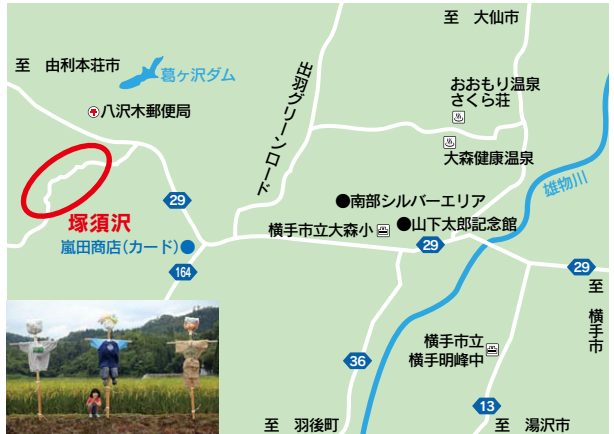 至 大仙市
至 由利本荘市
葛ヶ沢ダム
八沢木郵便局
出羽グリーンロード
おおもり温泉
さくら荘
大森健康温泉
雄物川
29
塚須沢
嵐田商店(カード)
164
南部シルバーエリア
横手市立大森小
山下太郎記念館
29
29
至 横手市
36
横手市立
横手明峰中
13
至 羽後町
至 湯沢市